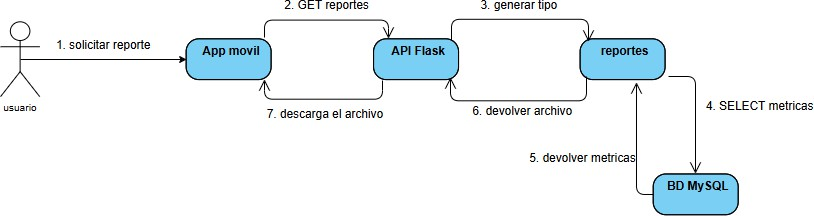 2. GET reportes
3. generar tipo
1. solicitar reporte
App movil
API Flask
reportes
usuario
7. descarga el archivo
6. devolver archivo
4. SELECT metricas
5. devolver metricas
BD MySQL